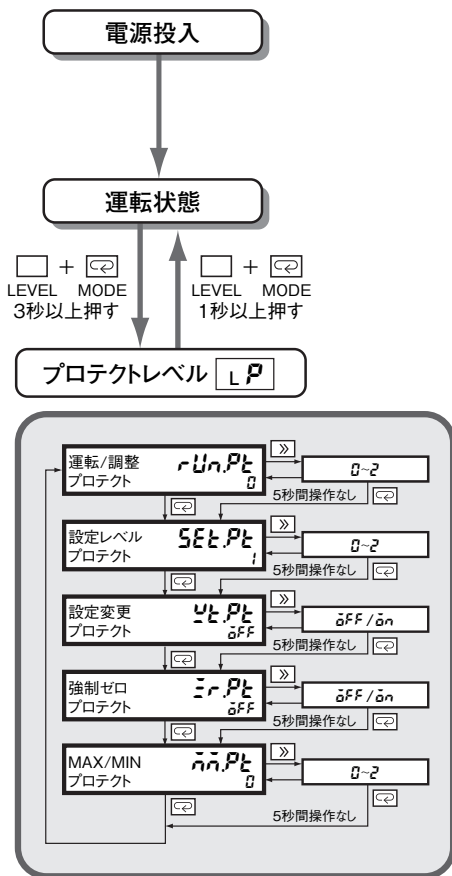 電源投入
運転状態
+
LEVEL MODE
3秒以上押す
+
LEVEL MODE
1秒以上押す
プロテクトレベル LP
運転/調整
プロテクト
rUn.Pt
0
0~2
5秒間操作なし
設定レベル
プロテクト
SEt.Pt
1
0~2
5秒間操作なし
設定変更
プロテクト
Yt.Pt
oFF
oFF/on
5秒間操作なし
強制ゼロ
プロテクト
Zr.Pt
oFF
oFF/on
5秒間操作なし
MAX/MIN
プロテクト
mm.Pt
0
0~2
5秒間操作なし